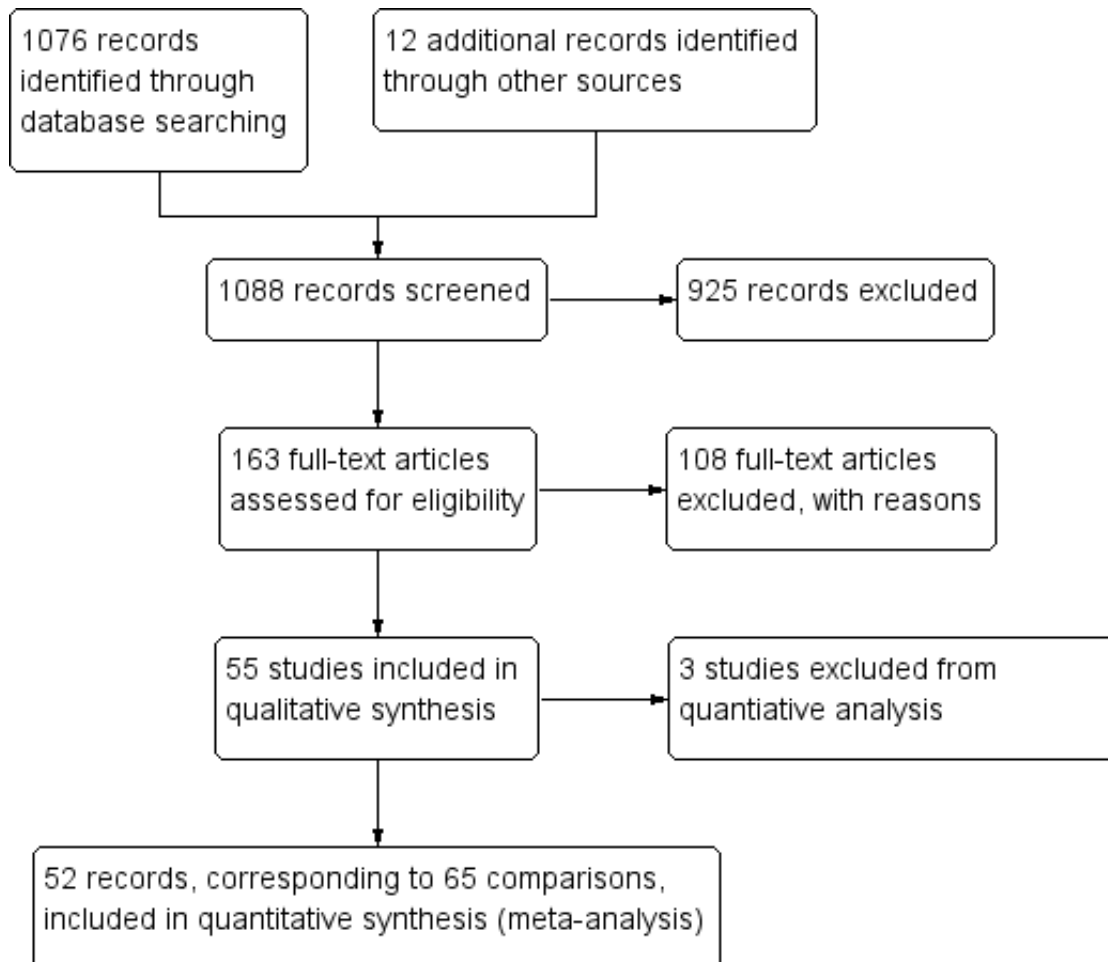 1076 records
identified through
database searching
12 additional records identified
through other sources
1088 records screened
925 records excluded
163 full-text articles
assessed for eligibility
108 full-text articles
excluded, with reasons
55 studies included in
qualitative synthesis
3 studies excluded from
quantiative analysis
52 records, corresponding to 65 comparisons,
included in quantitative synthesis (meta-analysis)